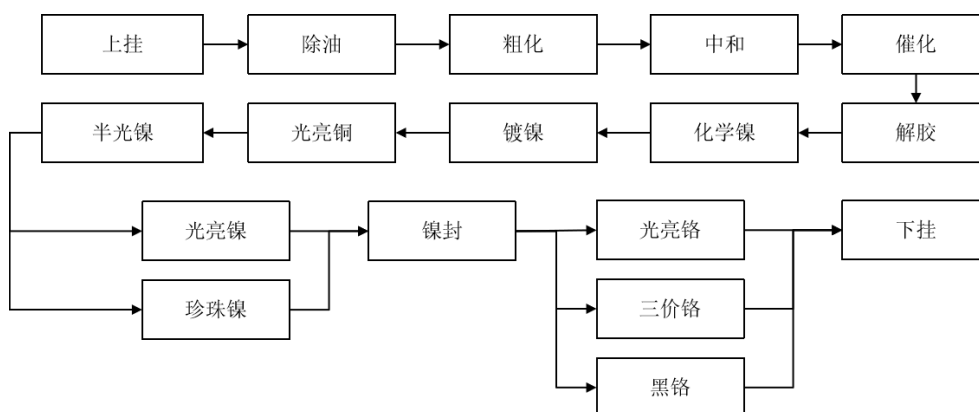 上挂
除油
粗化
中和
催化
解胶
化学镍
镀镍
光亮铜
半光镍
光亮镍
珍珠镍
镍封
光亮铬
三价铬
黑铬
下挂